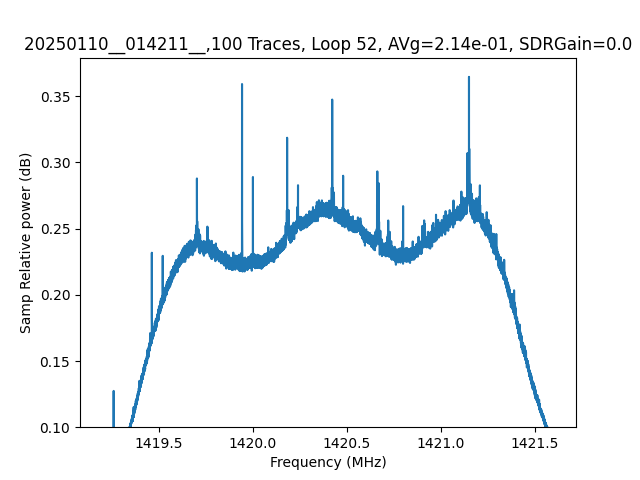 20250110__014211__,100 Traces, Loop 52, AVg=2.14e-01, SDRGain=0.0
Samp Relative power (dB)
0.35
0.30
0.25
0.20
0.15
0.10
1419.5 1420.0 1420.5 1421.0 1421.5
Frequency (MHz)